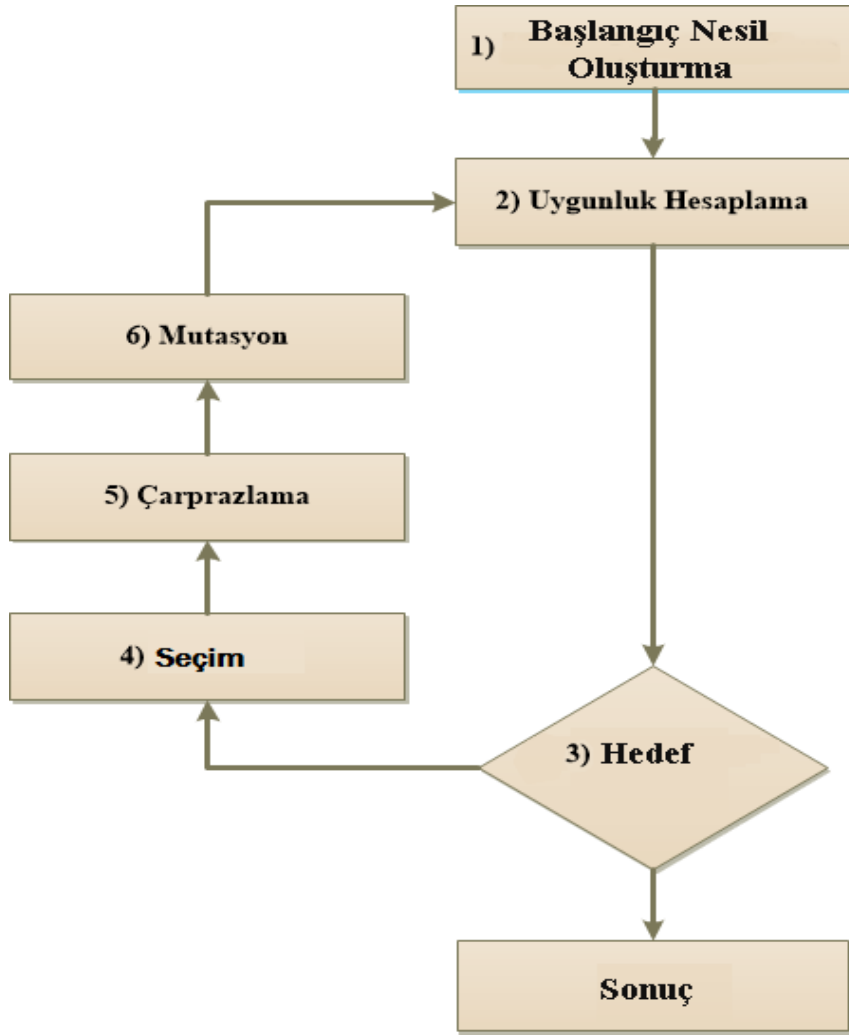 1) Başlangıç Nesil
Oluşturma
2) Uygunluk Hesaplama
6) Mutasyon
5) Çarprazlama
4) Seçim
3) Hedef
Sonuç